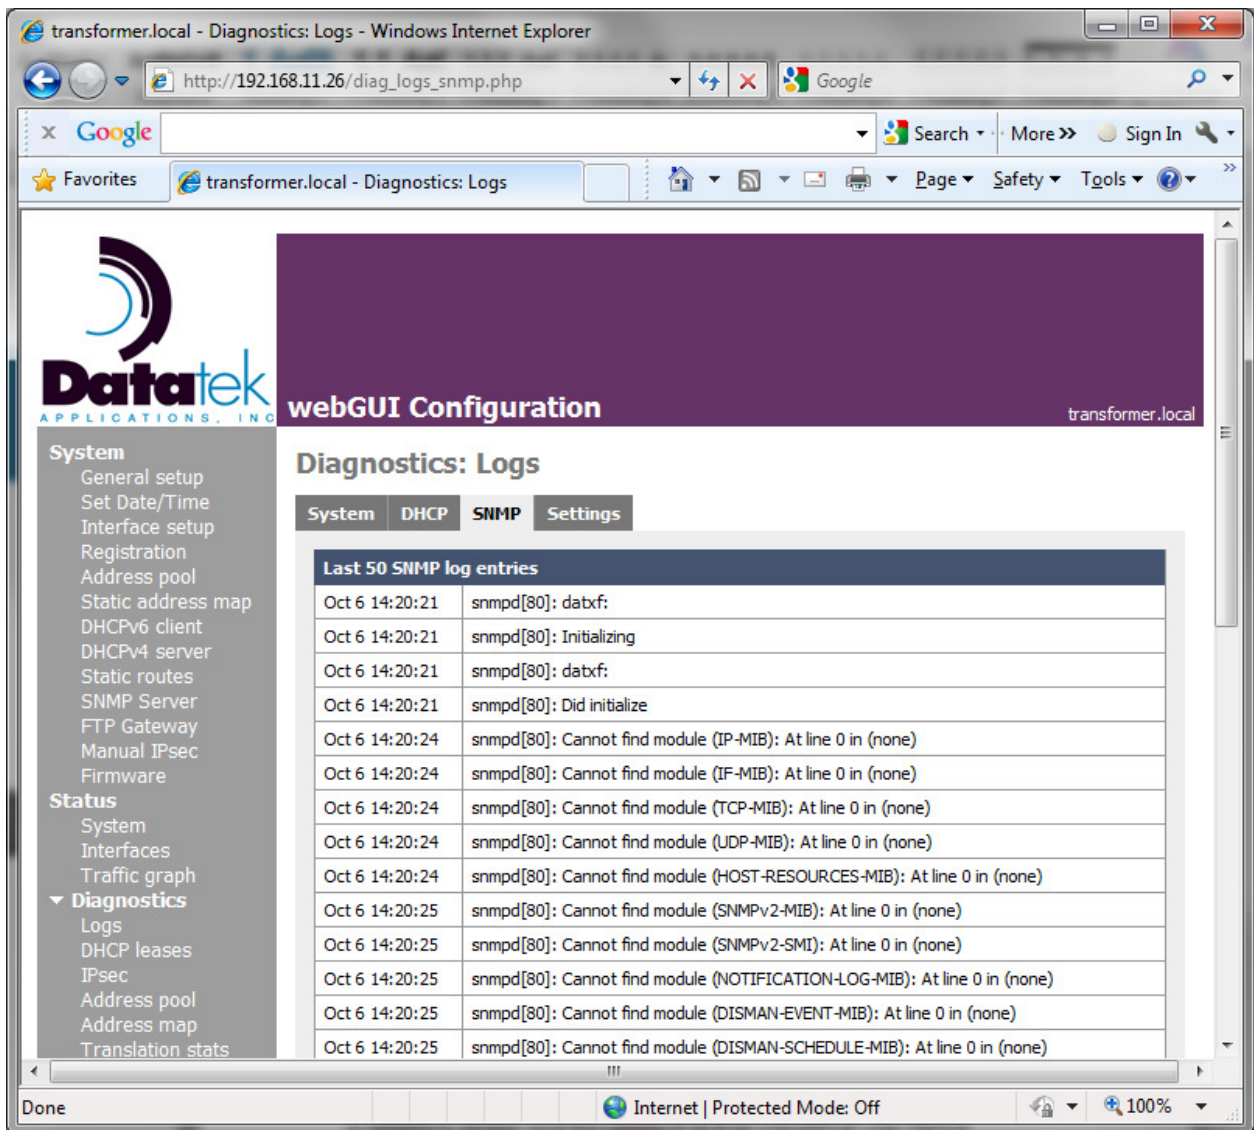 transformer.local - Diagnostics: Logs - Windows Internet Explorer
http://192.168.11.26/diag_logs_snmp.php
Google
x Google Search More >> Sign In
Favorites transformer.local - Diagnostics: Logs Page Safety Tools >>
Datatek
APPLICATIONS, INC
webGUI Configuration
transformer.local
System
General setup
Set Date/Time
Interface setup
Registration
Address pool
Static address map
DHCPv6 client
DHCPv4 server
Static routes
SNMP Server
FTP Gateway
Manual IPsec
Firmware
Status
System
Interfaces
Traffic graph
Diagnostics
Logs
DHCP leases
IPsec
Address pool
Address map
Translation stats
Diagnostics: Logs
System DHCP SNMP Settings
Last 50 SNMP log entries
Oct 6 14:20:21 snmpd[80]: datxf:
Oct 6 14:20:21 snmpd[80]: Initializing
Oct 6 14:20:21 snmpd[80]: datxf:
Oct 6 14:20:21 snmpd[80]: Did initialize
Oct 6 14:20:24 snmpd[80]: Cannot find module (IP-MIB): At line 0 in (none)
Oct 6 14:20:24 snmpd[80]: Cannot find module (IF-MIB): At line 0 in (none)
Oct 6 14:20:24 snmpd[80]: Cannot find module (TCP-MIB): At line 0 in (none)
Oct 6 14:20:24 snmpd[80]: Cannot find module (UDP-MIB): At line 0 in (none)
Oct 6 14:20:24 snmpd[80]: Cannot find module (HOST-RESOURCES-MIB): At line 0 in (none)
Oct 6 14:20:25 snmpd[80]: Cannot find module (SNMPv2-MIB): At line 0 in (none)
Oct 6 14:20:25 snmpd[80]: Cannot find module (SNMPv2-SMI): At line 0 in (none)
Oct 6 14:20:25 snmpd[80]: Cannot find module (NOTIFICATION-LOG-MIB): At line 0 in (none)
Oct 6 14:20:25 snmpd[80]: Cannot find module (DISMAN-EVENT-MIB): At line 0 in (none)
Oct 6 14:20:25 snmpd[80]: Cannot find module (DISMAN-SCHEDULE-MIB): At line 0 in (none)
Done Internet | Protected Mode: Off 100%